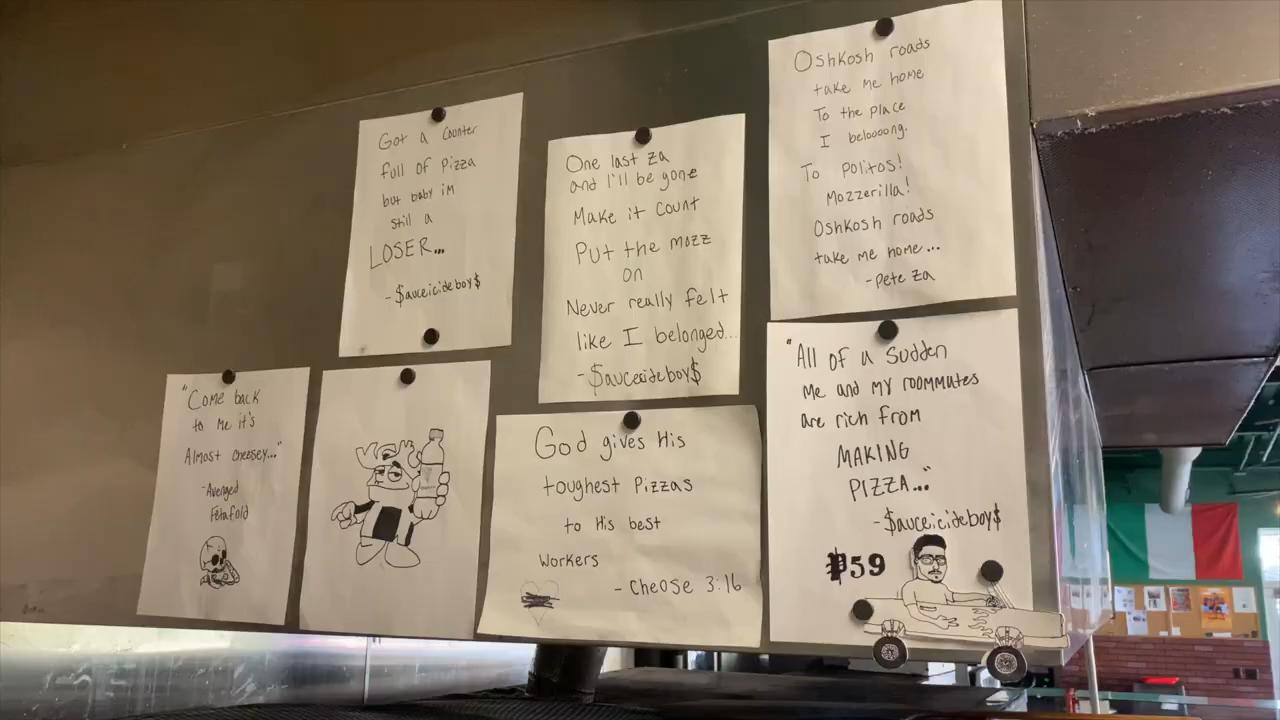 Got a counter
full of Pizza
but baby im
still a
LOSER...
-$auceicideboy$
One last za
and I'll be gone
Make it count
Put the mozz
on
Never really felt
like I belonged...
-$auceicideboy$
Oshkosh roads
take me home
To the place
I beloooong.
To Politos!
Mozzerilla!
Oshkosh roads
take me home...
-Pete Za
"Come back
to me it's
Almost cheesey..."
-Avenged
Fetafold
God gives His
toughest Pizzas
to His best
workers
- Cheose 3:16
"All of a sudden
me and my roommates
are rich from
MAKING
PIZZA..."
-$auceicideboy$
₱59